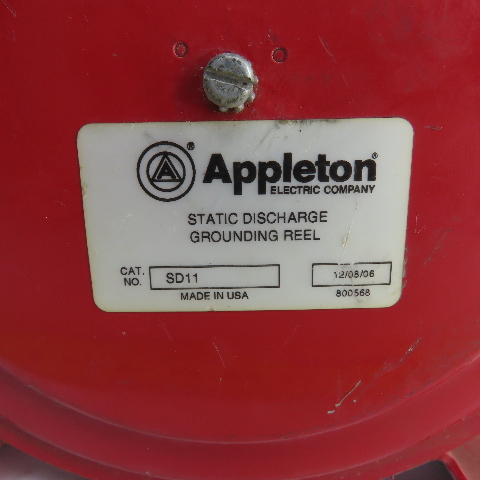 A® Appleton®
ELECTRIC COMPANY
STATIC DISCHARGE
GROUNDING REEL
CAT. NO. SD11 12/08/06
MADE IN USA 800568